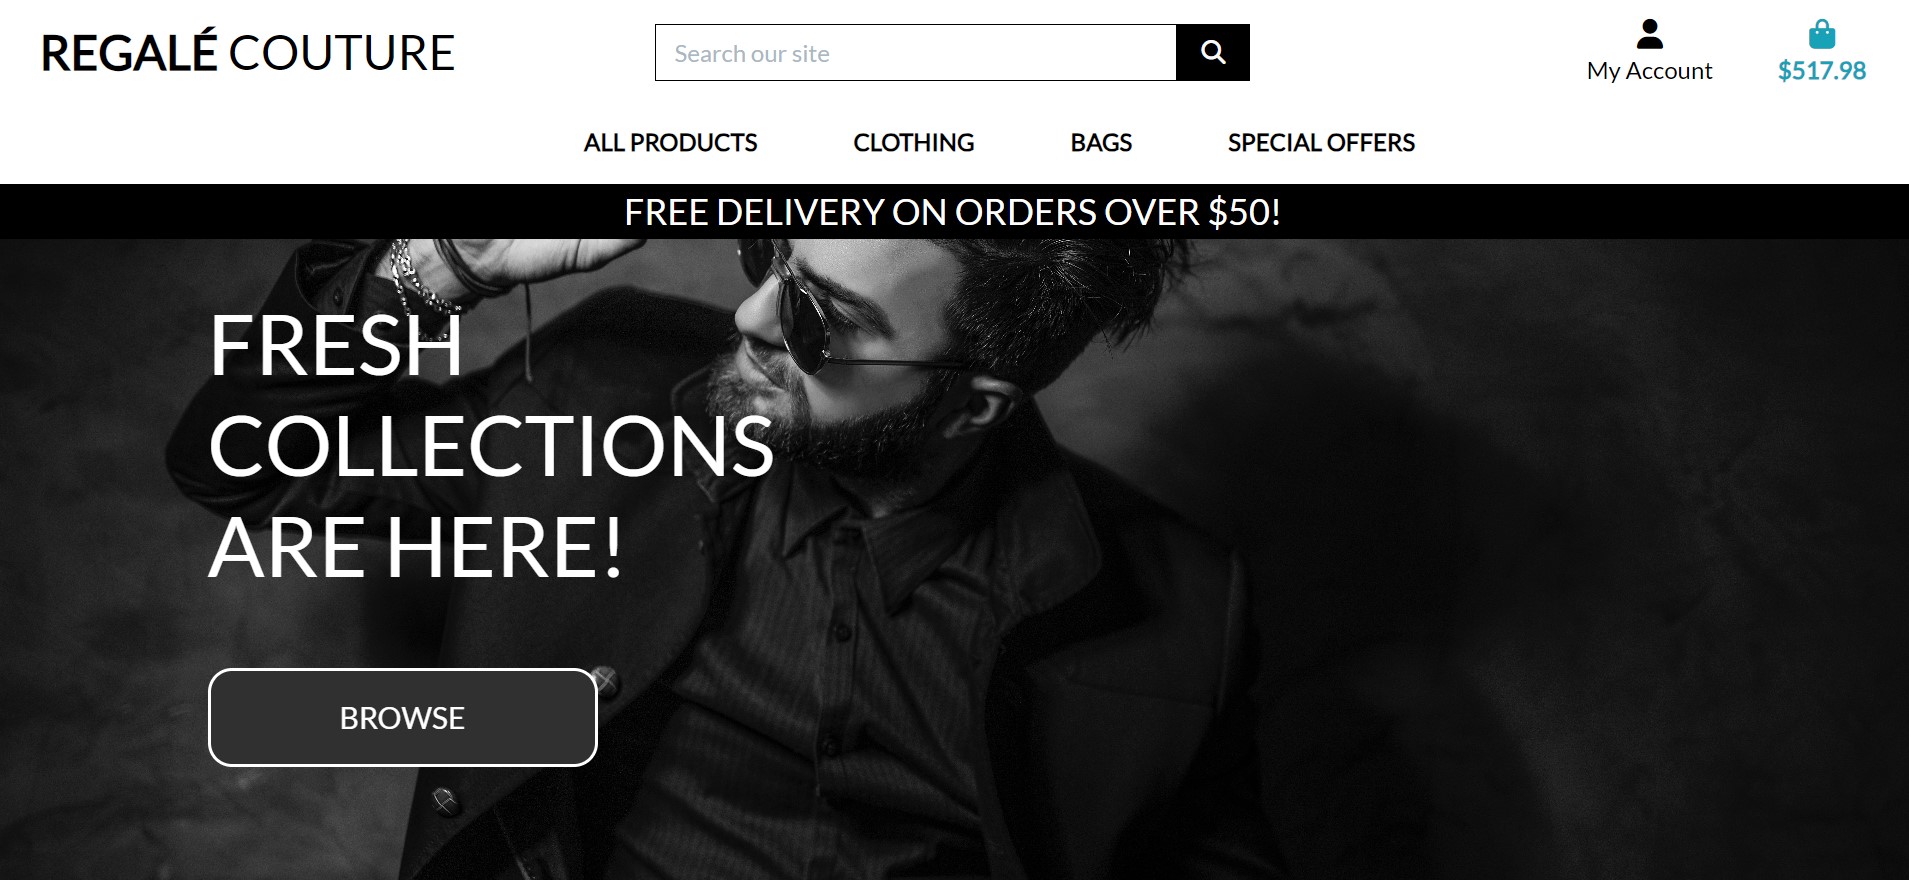 REGALÉ COUTURE
Search our site
My Account
$517.98
ALL PRODUCTS
CLOTHING
BAGS
SPECIAL OFFERS
FREE DELIVERY ON ORDERS OVER $50!
FRESH
COLLECTIONS
ARE HERE!
BROWSE